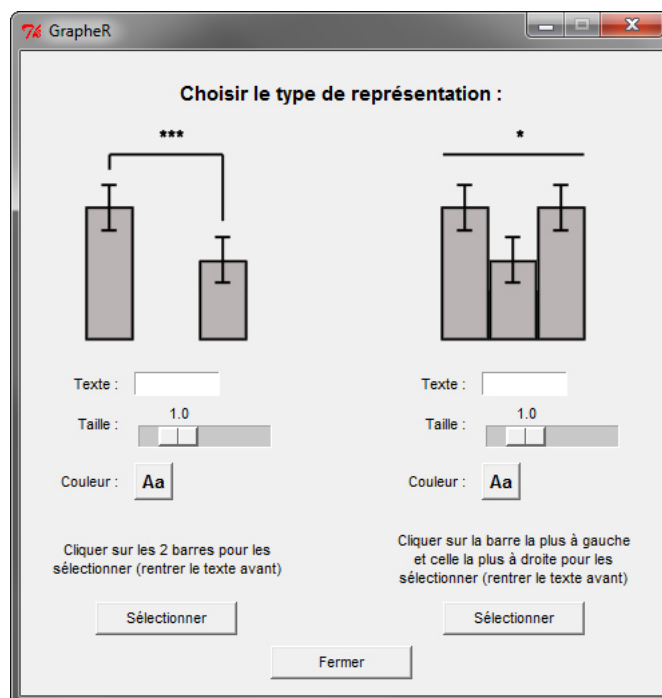 GrapheR
Choisir le type de représentation :
***
*
Texte :
Texte :
1.0
1.0
Taille :
Taille :
Couleur :
Aa
Couleur :
Aa
Cliquer sur les 2 barres pour les
sélectionner (rentrer le texte avant)
Cliquer sur la barre la plus à gauche
et celle la plus à droite pour les
sélectionner (rentrer le texte avant)
Sélectionner
Sélectionner
Fermer